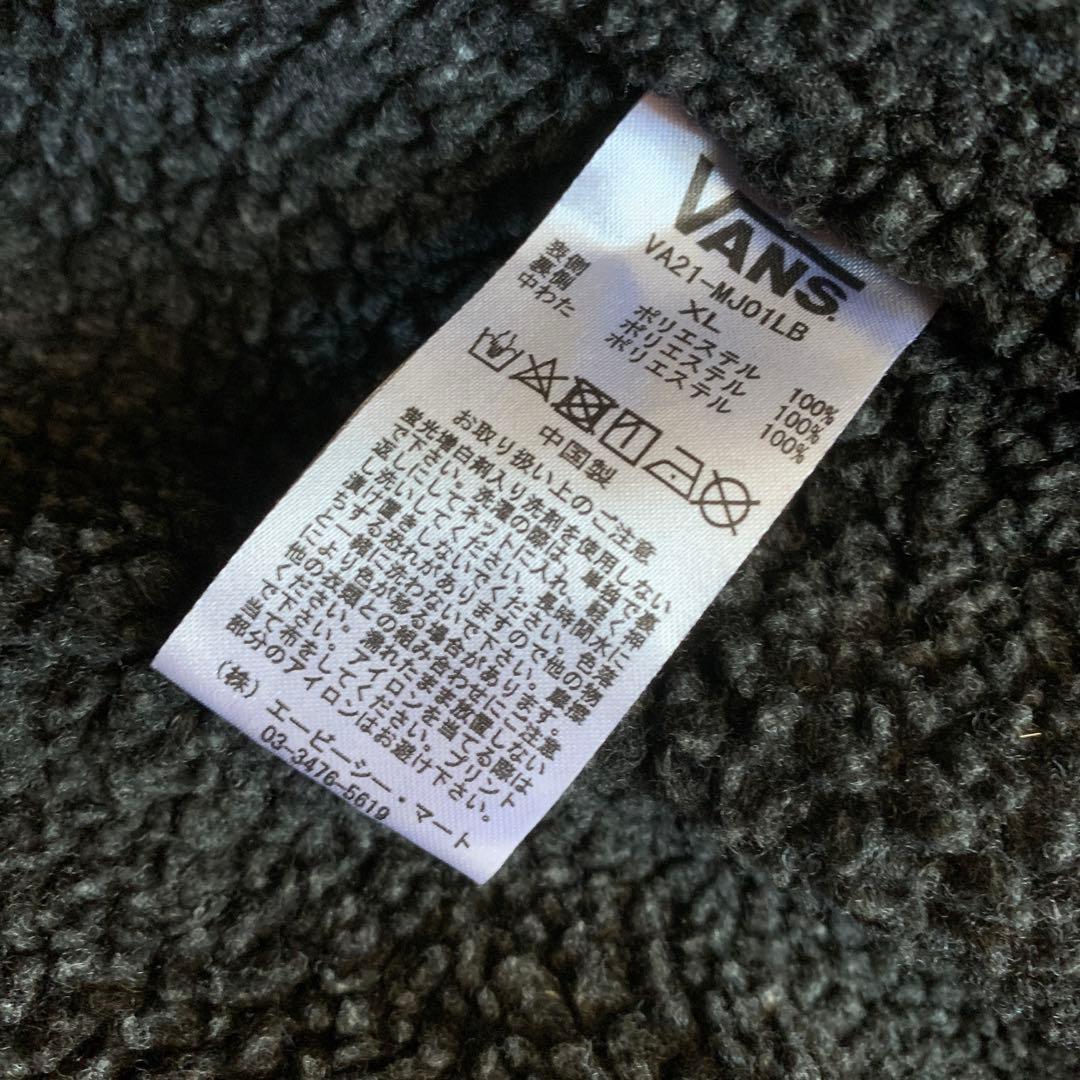 VANS
VA21-MJ01LB
XL
表側 ポリエステル 100%
裏側 ポリエステル 100%
中わた ポリエステル 100%
中国製
お取り扱い上のご注意
蛍光増白剤入り洗剤を使用しない
で下さい。洗濯の際は、単独で裏
返しにしてネットに入れ、軽く押
し洗いしてください。長時間水に
漬け置きしないでください。色落
ちする恐れがありますので他の物
と一緒に洗わないで下さい。摩擦
により色が移る場合があります。
他の衣類との組み合わせにご注意
ください。濡れたまま放置しない
で下さい。アイロンを当てる際は
当て布をしてください。プリント
部分のアイロンはお避け下さい。
(株) エービーシー・マート
03-3476-5619